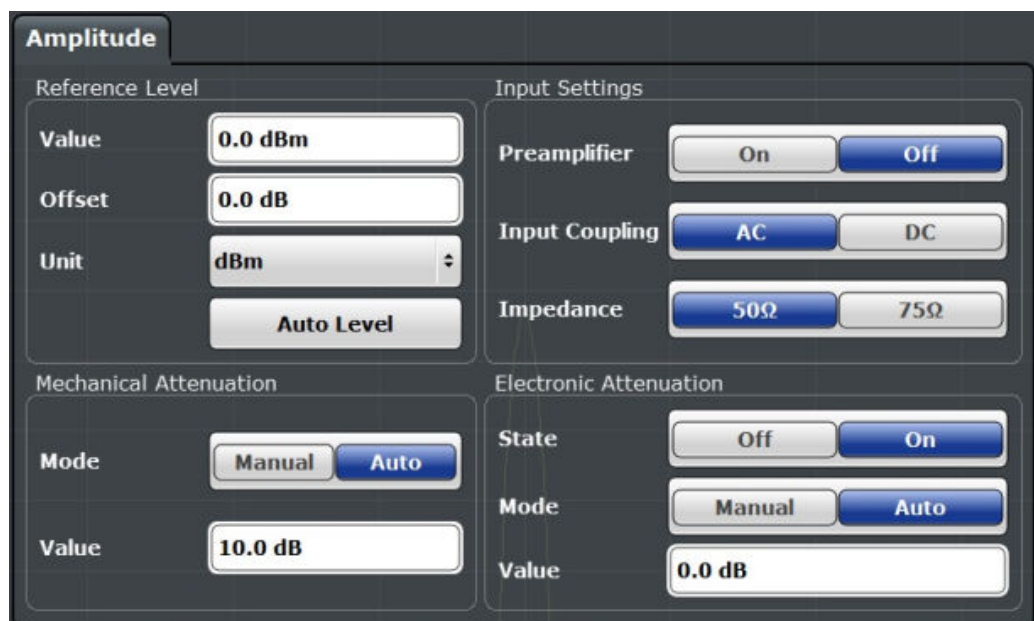 Amplitude
Reference Level
Value 0.0 dBm
Offset 0.0 dB
Unit dBm
Auto Level
Input Settings
Preamplifier On Off
Input Coupling AC DC
Impedance 50Ω 75Ω
Mechanical Attenuation
Mode Manual Auto
Value 10.0 dB
Electronic Attenuation
State Off On
Mode Manual Auto
Value 0.0 dB